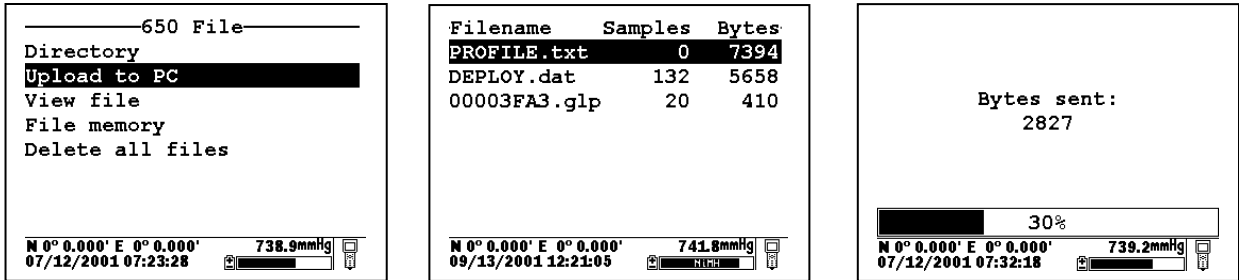 650 File
Directory
Upload to PC
View file
File memory
Delete all files
N 0° 0.000' E 0° 0.000' 738.9mmHg
07/12/2001 07:23:28
Filename Samples Bytes
PROFILE.txt 0 7394
DEPLOY.dat 132 5658
00003FA3.glp 20 410
N 0° 0.000' E 0° 0.000' 741.8mmHg
09/13/2001 12:21:05 NiMH
Bytes sent:
2827
30%
N 0° 0.000' E 0° 0.000' 739.2mmHg
07/12/2001 07:32:18